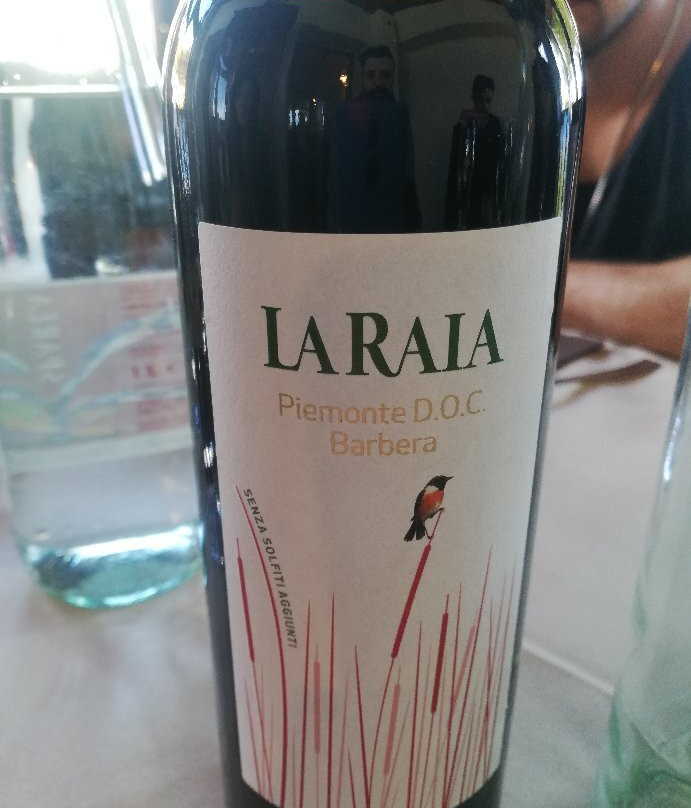 LA RAIA
Piemonte D.O.C.
Barbera
SENZA SOLFITI AGGIUNTI